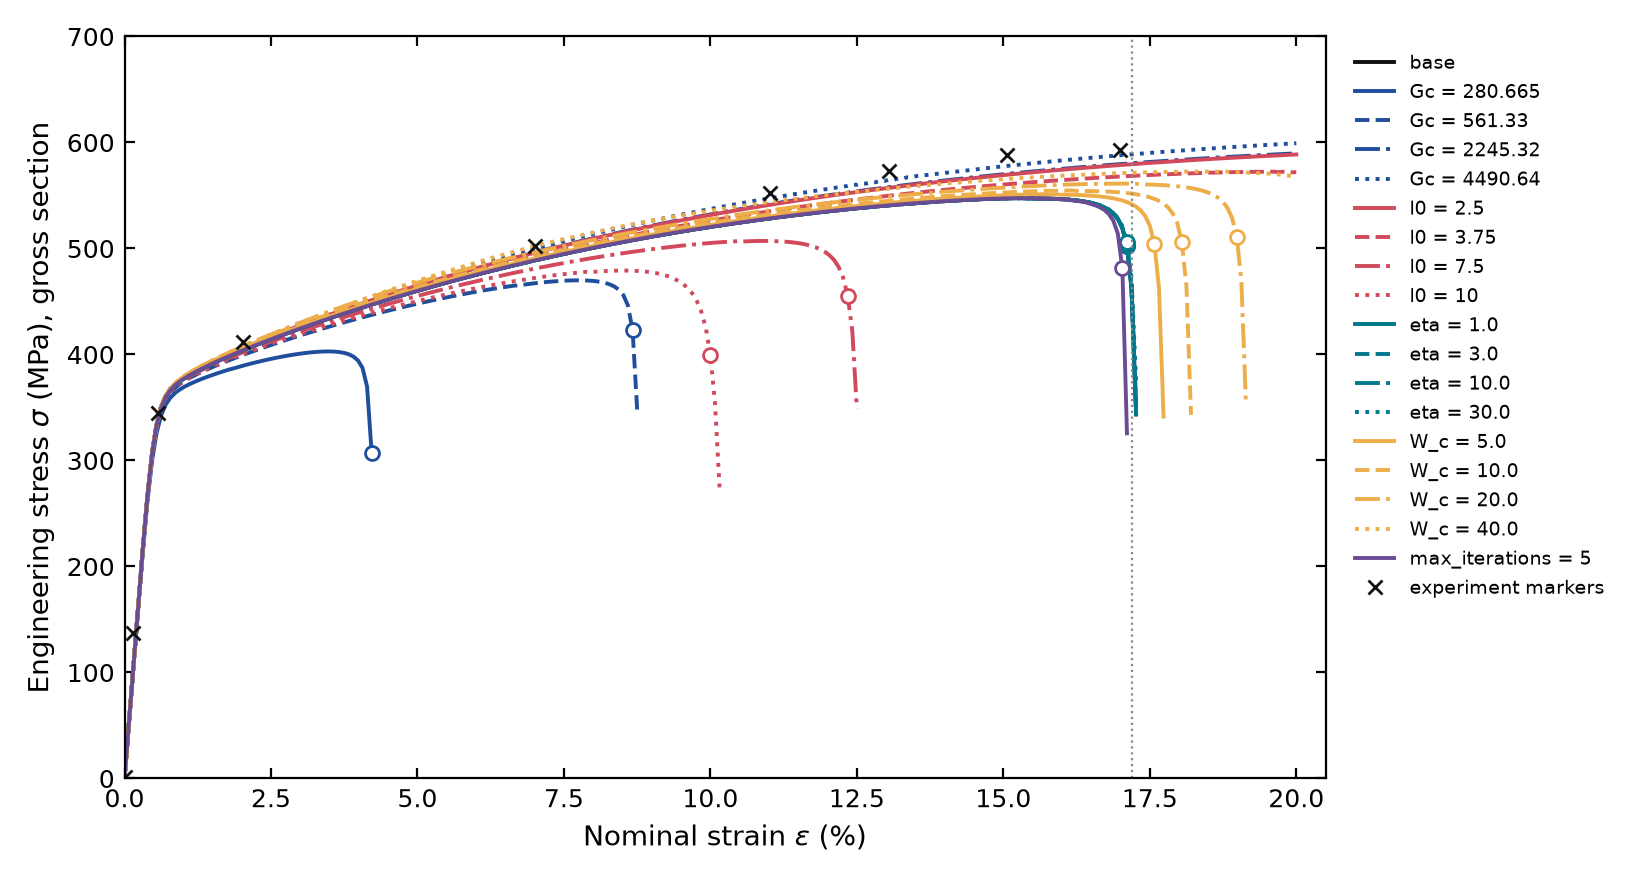 Engineering stress σ (MPa), gross section
700
600
500
400
300
200
100
0
0.0 2.5 5.0 7.5 10.0 12.5 15.0 17.5 20.0
Nominal strain ε (%)
base
Gc = 280.665
Gc = 561.33
Gc = 2245.32
Gc = 4490.64
l0 = 2.5
l0 = 3.75
l0 = 7.5
l0 = 10
eta = 1.0
eta = 3.0
eta = 10.0
eta = 30.0
W_c = 5.0
W_c = 10.0
W_c = 20.0
W_c = 40.0
max_iterations = 5
experiment markers